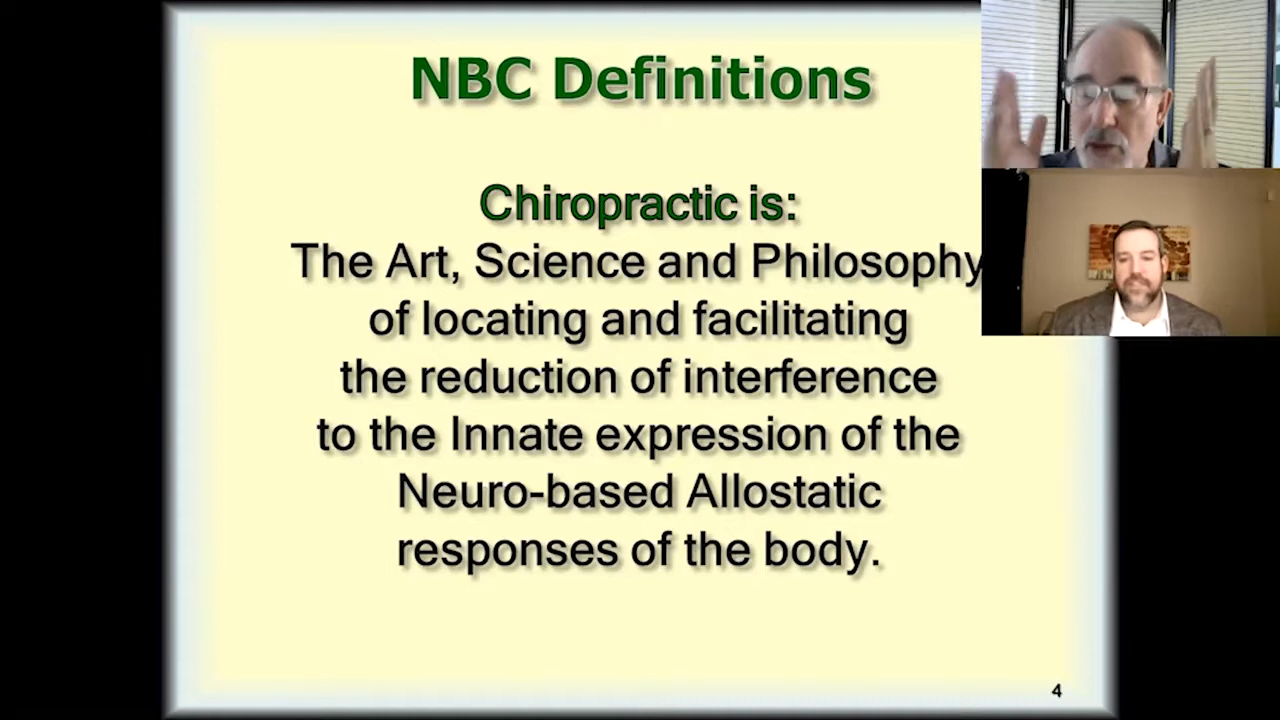 NBC Definitions
Chiropractic is:
The Art, Science and Philosophy
of locating and facilitating
the reduction of interference
to the Innate expression of the
Neuro-based Allostatic
responses of the body.
4